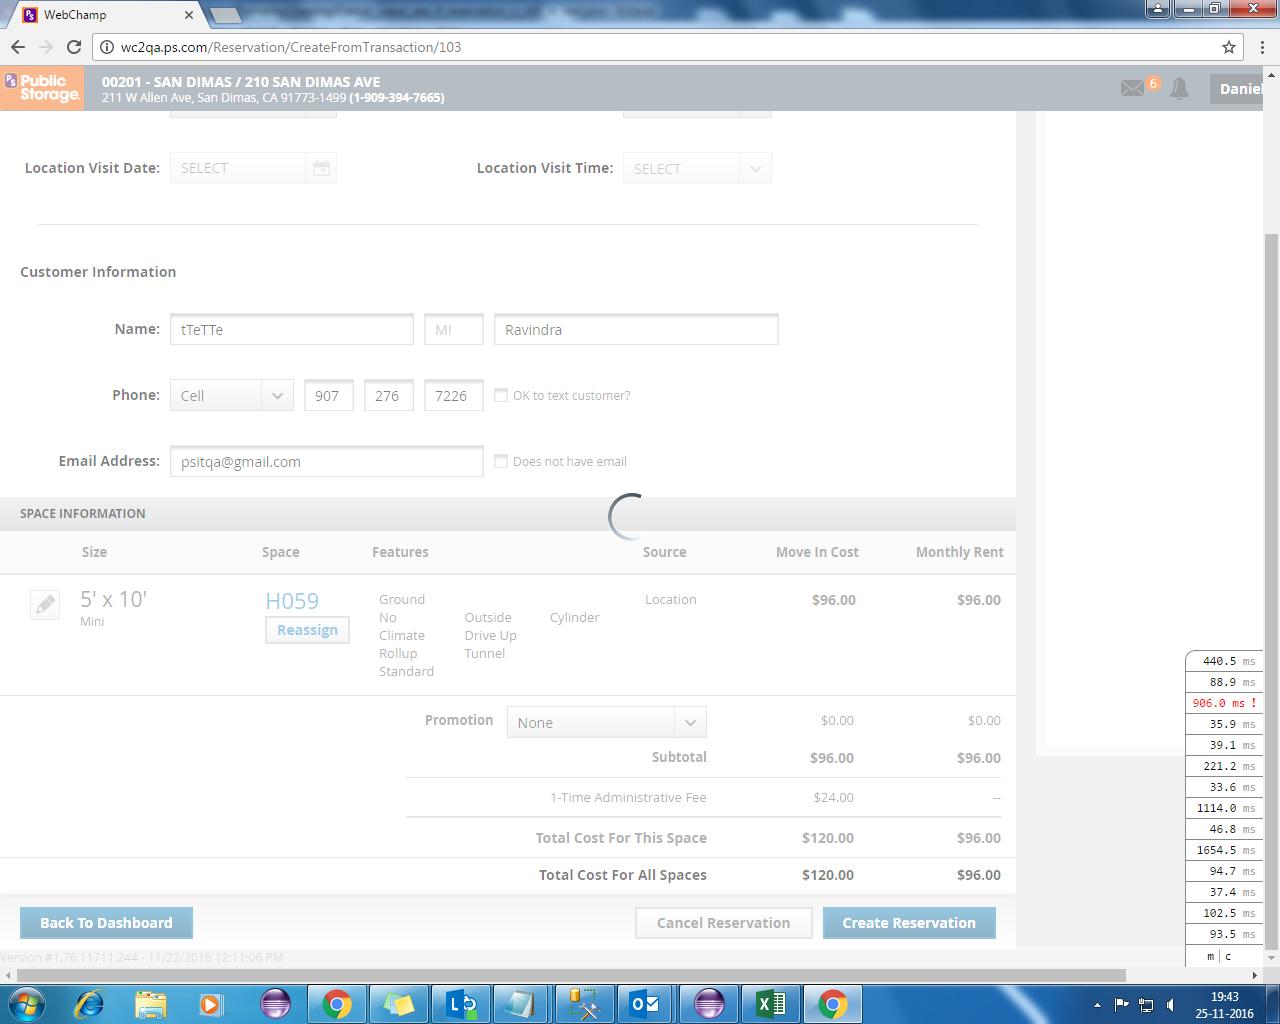 WebChamp
wc2qa.ps.com/Reservation/CreateFromTransaction/103
PS Public Storage.
00201 - SAN DIMAS / 210 SAN DIMAS AVE
211 W Allen Ave, San Dimas, CA 91773-1499 (1-909-394-7665)
6
Daniel
Location Visit Date: SELECT Location Visit Time: SELECT
Customer Information
Name: tTeTTe MI Ravindra
Phone: Cell 907 276 7226 OK to text customer?
Email Address: psitqa@gmail.com Does not have email
SPACE INFORMATION
Size Space Features Source Move In Cost Monthly Rent
5' x 10' H059 Ground Location $96.00 $96.00
Mini Reassign No Outside Cylinder
Climate Drive Up
Rollup Tunnel
Standard
Promotion None $0.00 $0.00
Subtotal $96.00 $96.00
1-Time Administrative Fee $24.00 --
Total Cost For This Space $120.00 $96.00
Total Cost For All Spaces $120.00 $96.00
Back To Dashboard Cancel Reservation Create Reservation
Version #1.76.11711.244 - 11/22/2016 12:11:06 PM
440.5 ms
88.9 ms
906.0 ms !
35.9 ms
39.1 ms
221.2 ms
33.6 ms
1114.0 ms
46.8 ms
1654.5 ms
94.7 ms
37.4 ms
102.5 ms
93.5 ms
m | c
19:43
25-11-2016